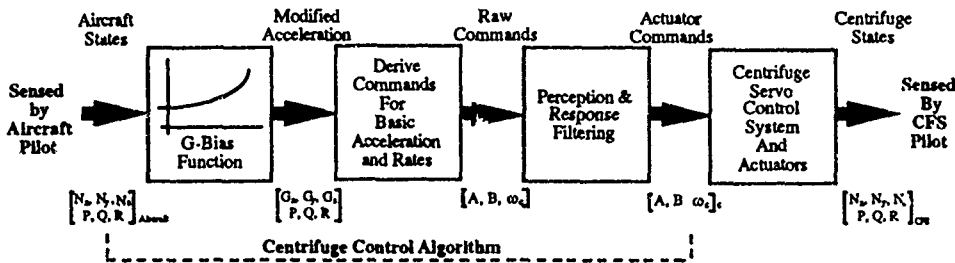 Aircraft States
Modified Acceleration
Raw Commands
Actuator Commands
Centrifuge States
Sensed by Aircraft Pilot
G-Bias Function
Derive Commands For Basic Acceleration and Rates
Perception & Response Filtering
Centrifuge Servo Control System And Actuators
Sensed By CFS Pilot
P, Q, R] Aircraft
P, Q, R]
[A, B, ω
[A, B ω
P, Q, R] CFS
Centrifuge Control Algorithm